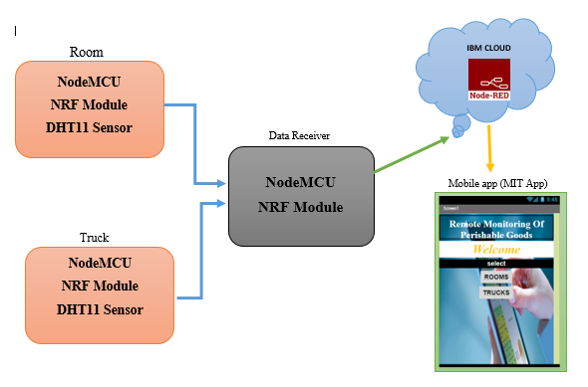 Room
NodeMCU
NRF Module
DHT11 Sensor
Truck
NodeMCU
NRF Module
DHT11 Sensor
Data Receiver
NodeMCU
NRF Module
IBM CLOUD
Node-RED
Mobile app (MIT App)
Remote Monitoring Of
Perishable Goods
Welcome
select
ROOMS
TRUCKS